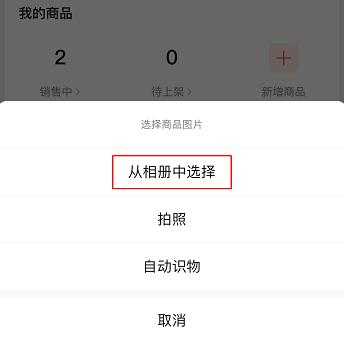 我的商品
2 0
销售中 > 待上架 > 新增商品
选择商品图片
从相册中选择
拍照
自动识物
取消